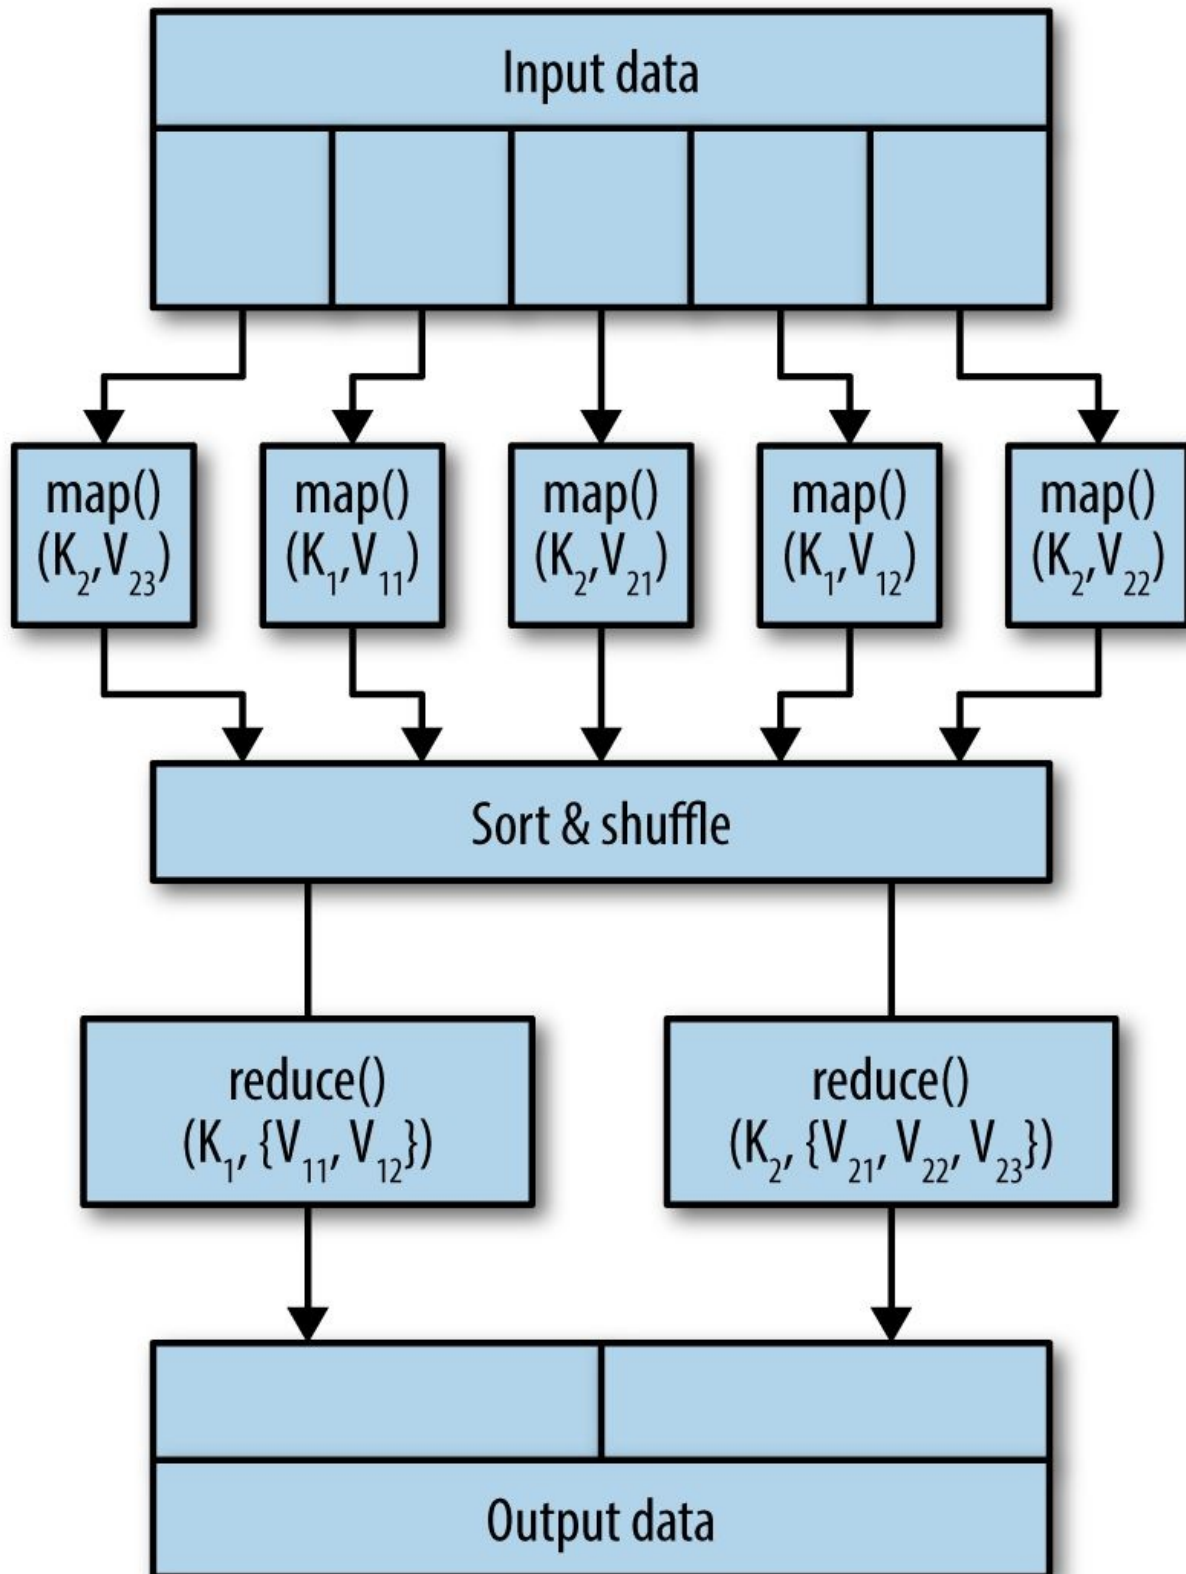 Input data
map()
(K₂,V₂₃)
map()
(K₁,V₁₁)
map()
(K₂,V₂₁)
map()
(K₁,V₁₂)
map()
(K₂,V₂₂)
Sort & shuffle
reduce()
(K₁, {V₁₁, V₁₂})
reduce()
(K₂, {V₂₁, V₂₂, V₂₃})
Output data